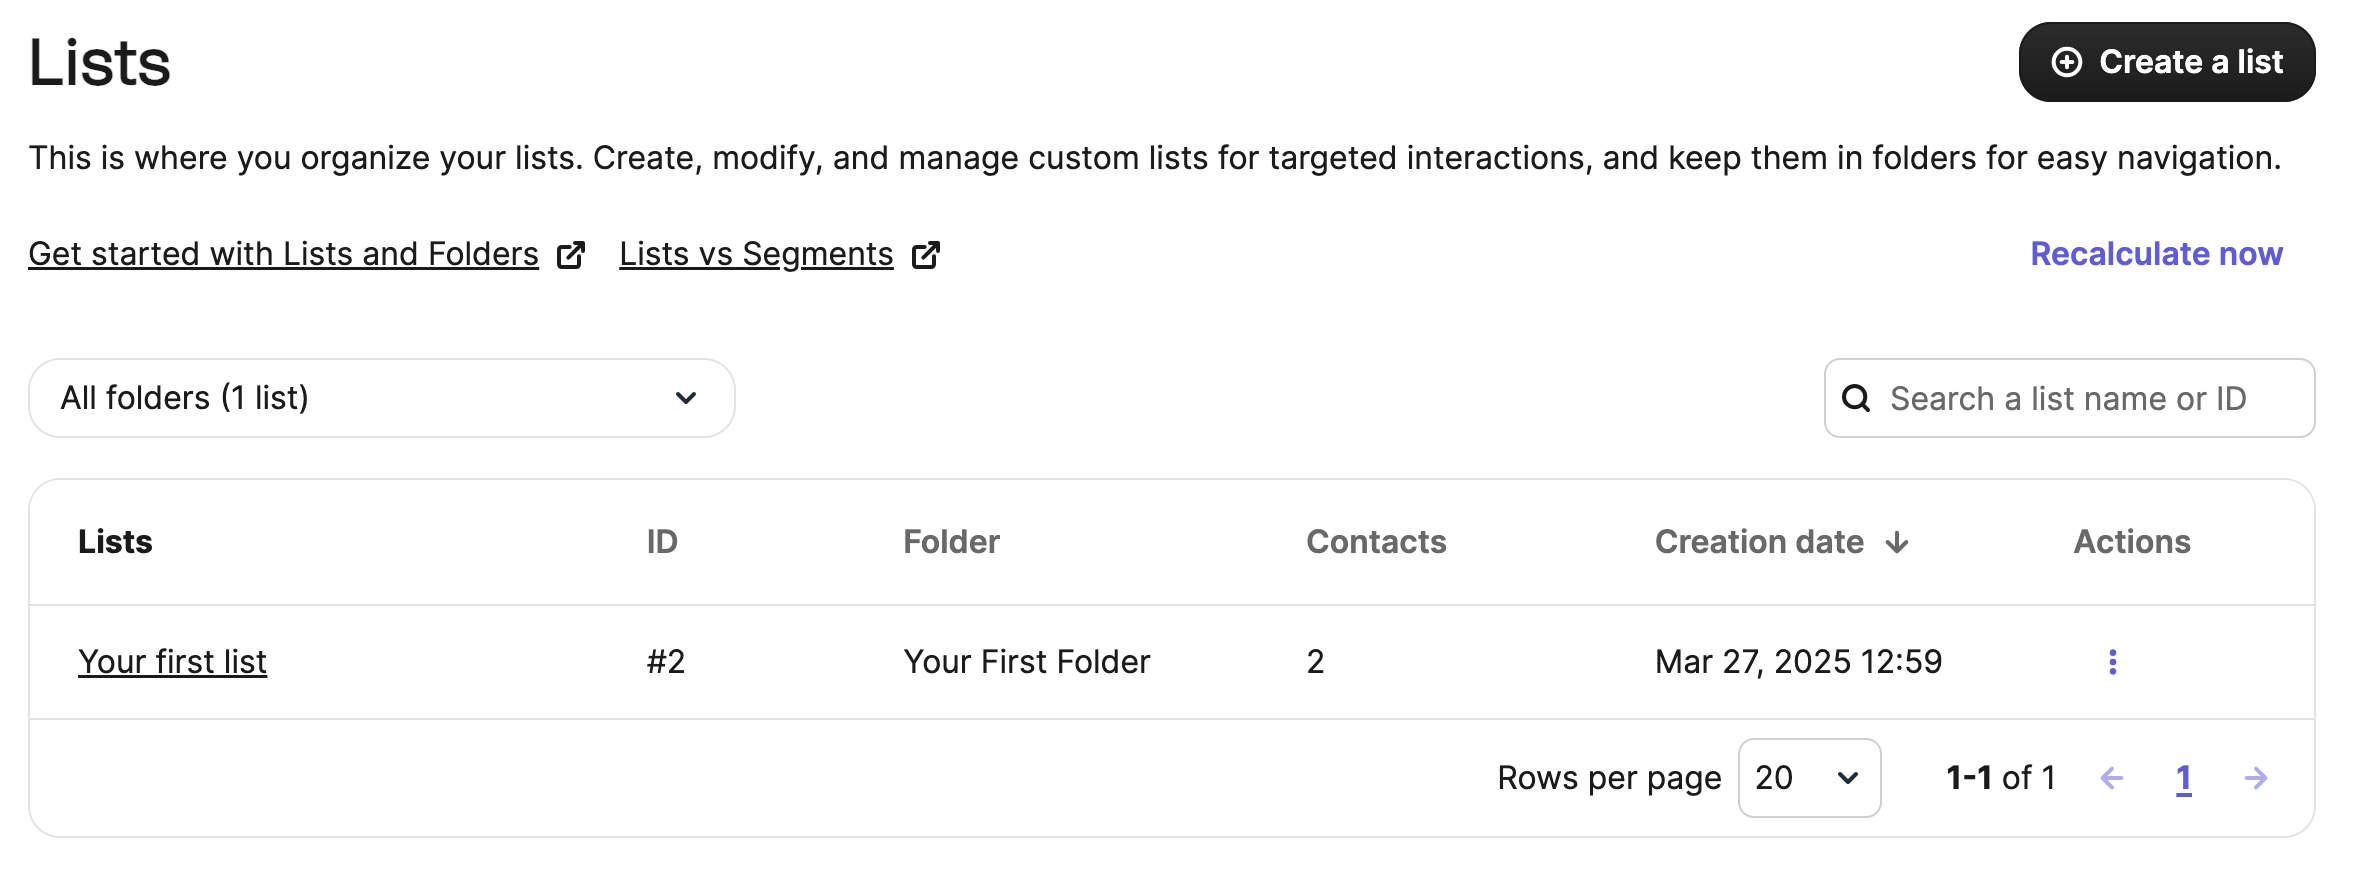 Lists
Create a list
This is where you organize your lists. Create, modify, and manage custom lists for targeted interactions, and keep them in folders for easy navigation.
Get started with Lists and Folders Lists vs Segments Recalculate now
All folders (1 list) Search a list name or ID
Lists ID Folder Contacts Creation date Actions
Your first list #2 Your First Folder 2 Mar 27, 2025 12:59
Rows per page 20 1-1 of 1 1